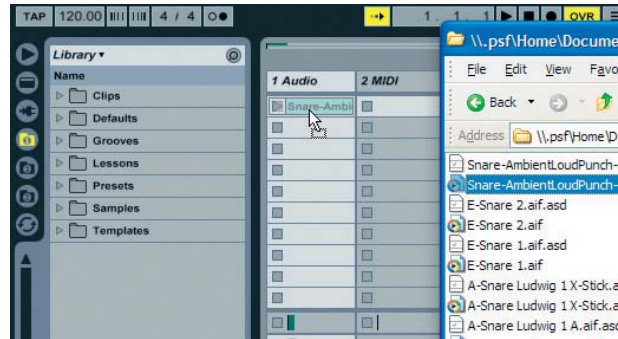 TAP 120.00 4 / 4 1. 1. 1 OVR
Library
Name
Clips
Defaults
Grooves
Lessons
Presets
Samples
Templates
1 Audio 2 MIDI
Snare-Ambi
\\.psf\Home\Docume
File Edit View Favo
Back
Address \\.psf\Home\D
Snare-AmbientLoudPunch-
Snare-AmbientLoudPunch-
E-Snare 2.aif.asd
E-Snare 2.aif
E-Snare 1.aif.asd
E-Snare 1.aif
A-Snare Ludwig 1 X-Stick.a
A-Snare Ludwig 1 X-Stick.a
A-Snare Ludwig 1 A.aif.asd